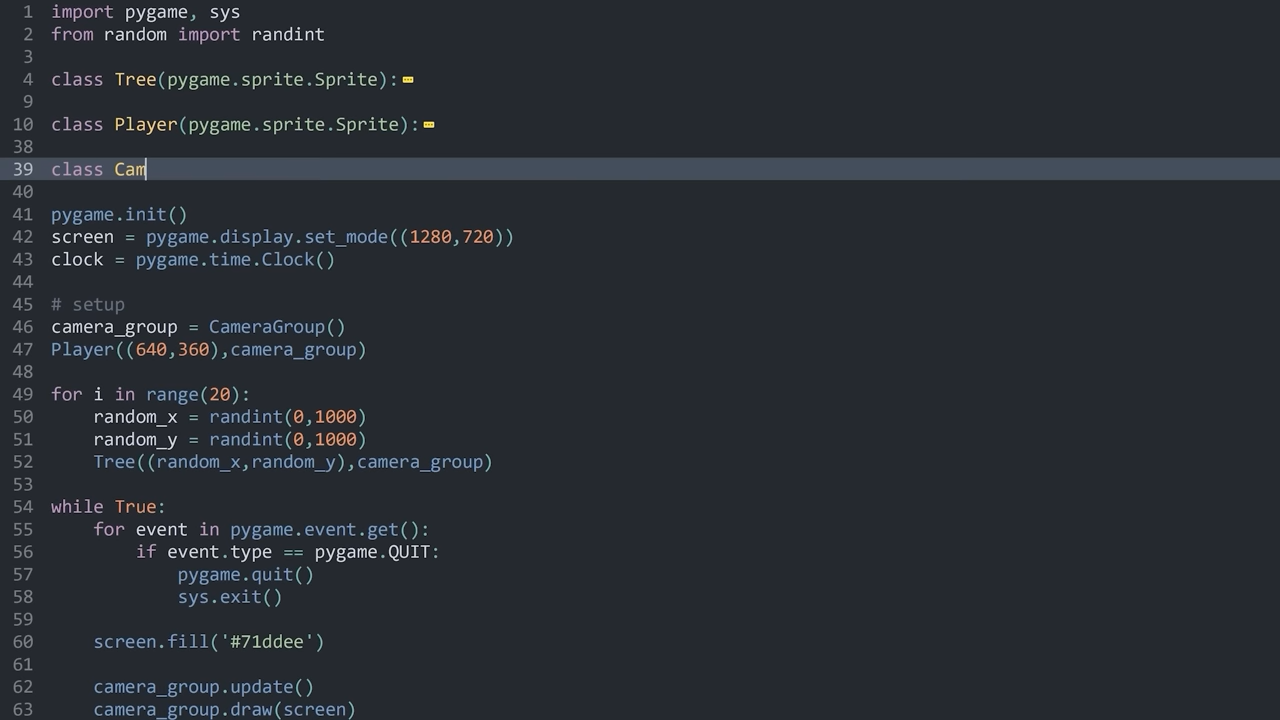 1 import pygame, sys
2 from random import randint
3
4 class Tree(pygame.sprite.Sprite):
9
10 class Player(pygame.sprite.Sprite):
38
39 class Cam
40
41 pygame.init()
42 screen = pygame.display.set_mode((1280,720))
43 clock = pygame.time.Clock()
44
45 # setup
46 camera_group = CameraGroup()
47 Player((640,360),camera_group)
48
49 for i in range(20):
50     random_x = randint(0,1000)
51     random_y = randint(0,1000)
52     Tree((random_x,random_y),camera_group)
53
54 while True:
55     for event in pygame.event.get():
56         if event.type == pygame.QUIT:
57             pygame.quit()
58             sys.exit()
59
60     screen.fill('#71ddee')
61
62     camera_group.update()
63     camera_group.draw(screen)